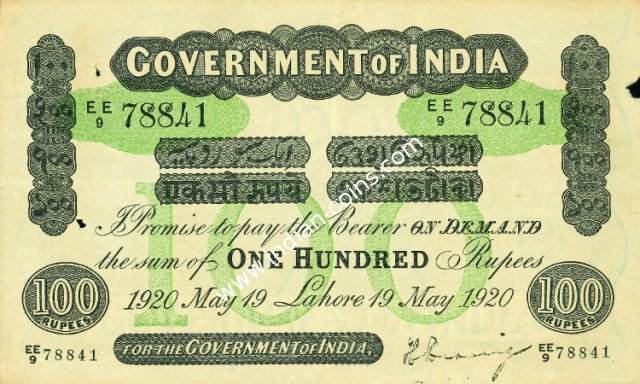 GOVERNMENT OF INDIA
EE/9 78841 EE/9 78841
एक सौ रुपय
I Promise to pay the Bearer ON DEMAND
the sum of ONE HUNDRED Rupees
1920 May 19 Lahore 19 May 1920
100 RUPEES 100 RUPEES
EE/9 78841 FOR THE GOVERNMENT OF INDIA, EE/9 78841
100
www.indian-coins.com